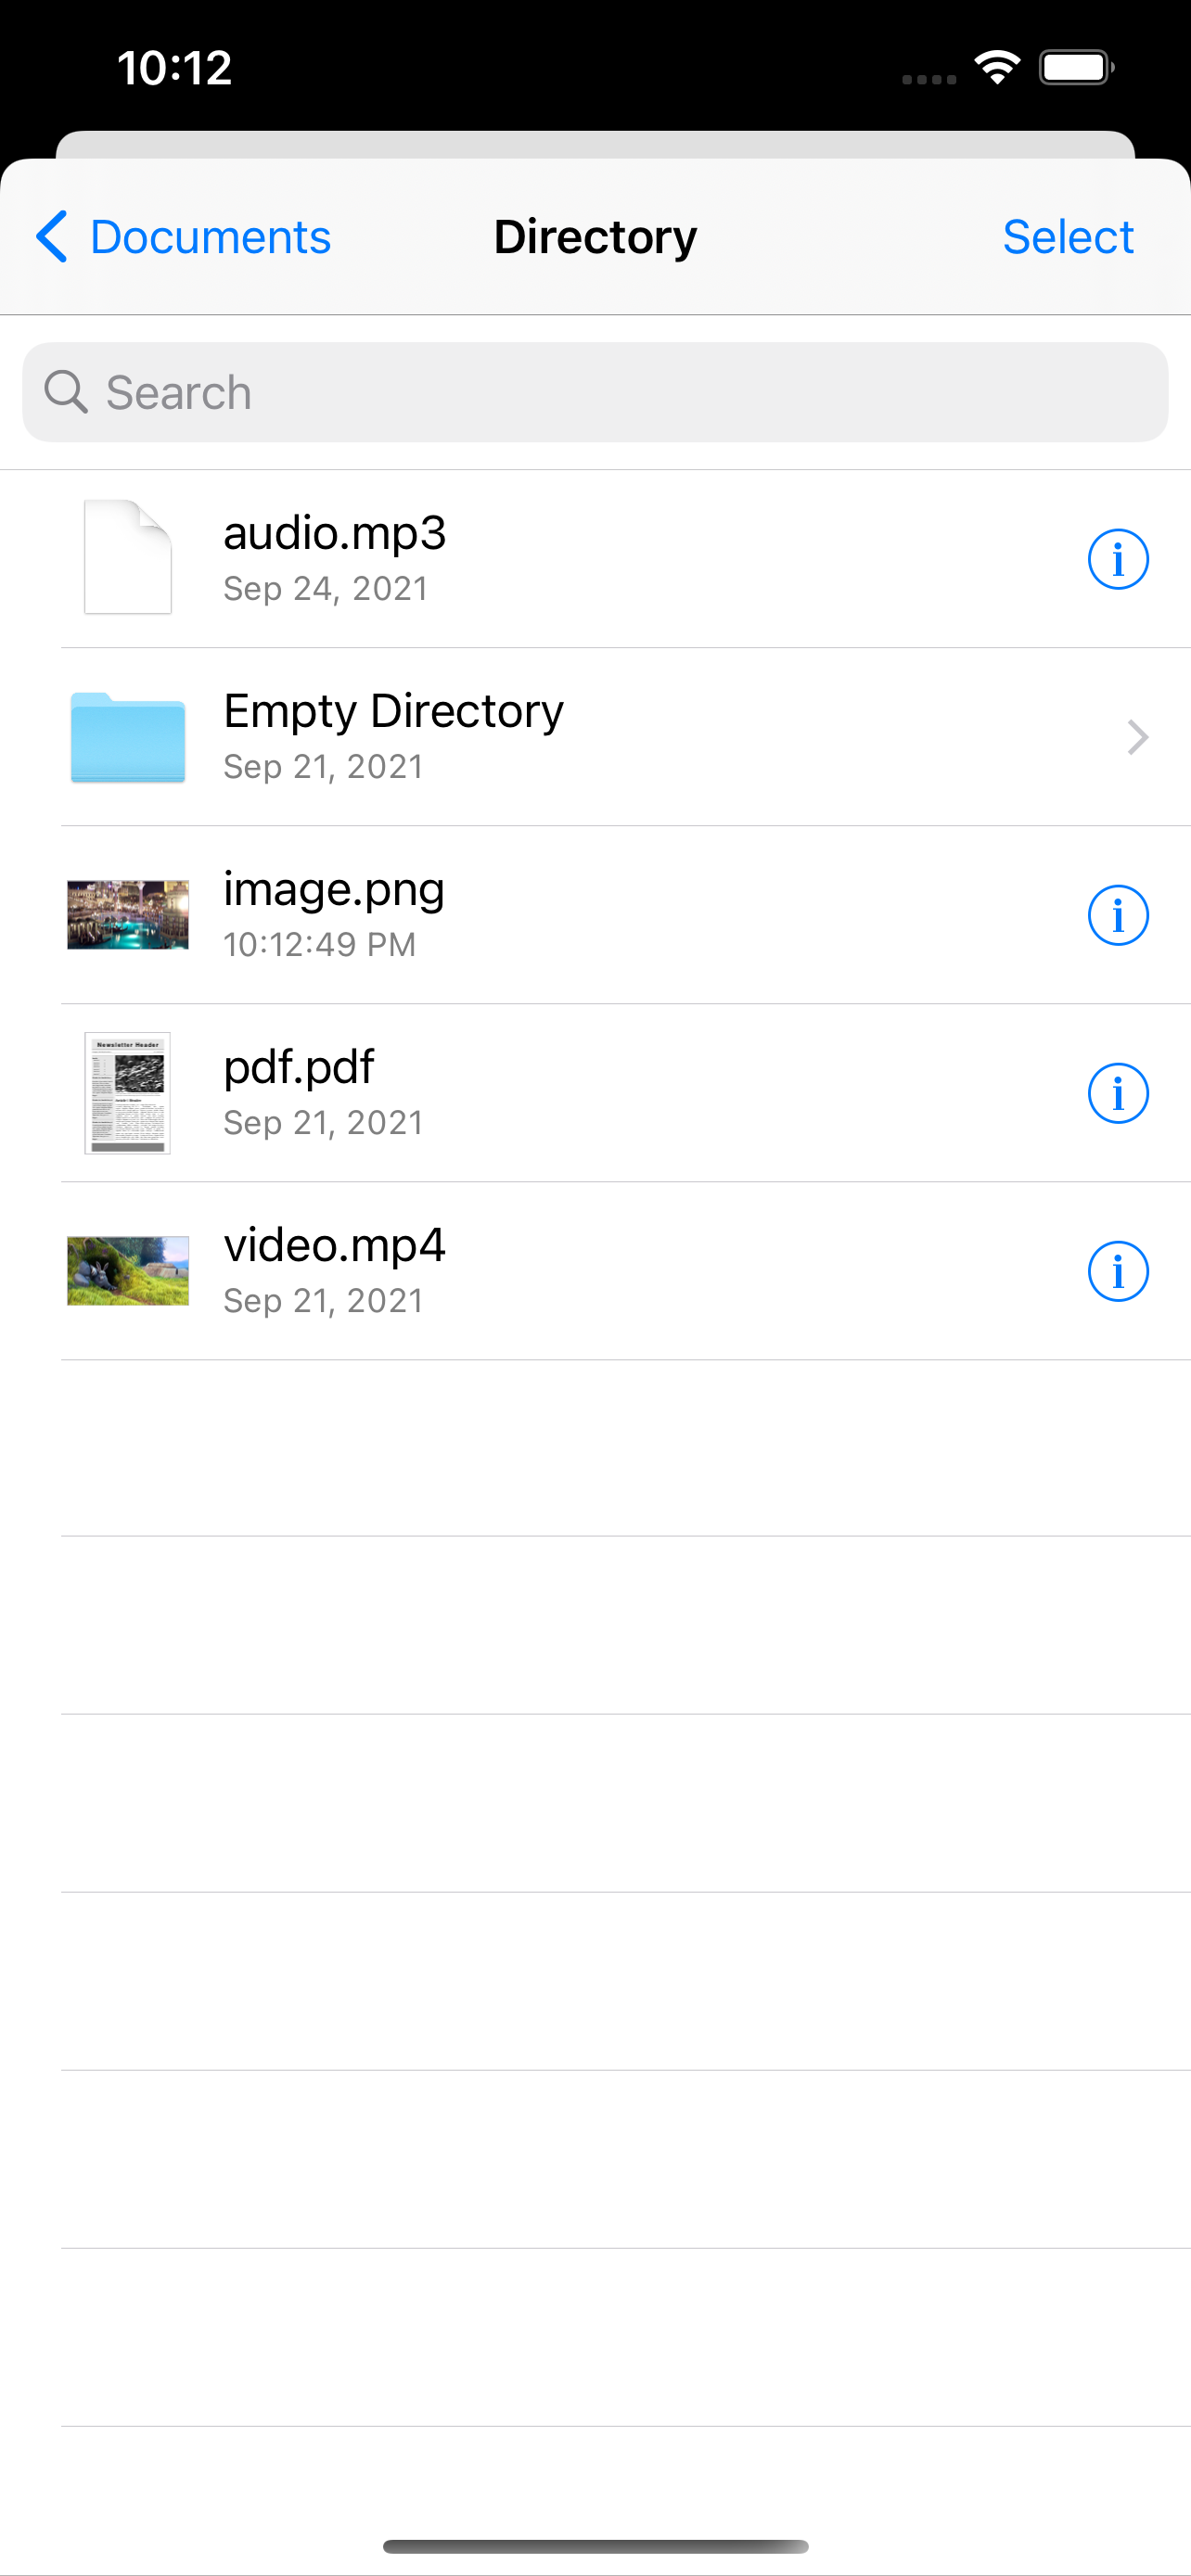 10:12
Documents
Directory
Select
Search
audio.mp3
Sep 24, 2021
Empty Directory
Sep 21, 2021
image.png
10:12:49 PM
Newsletter Header
pdf.pdf
Sep 21, 2021
video.mp4
Sep 21, 2021